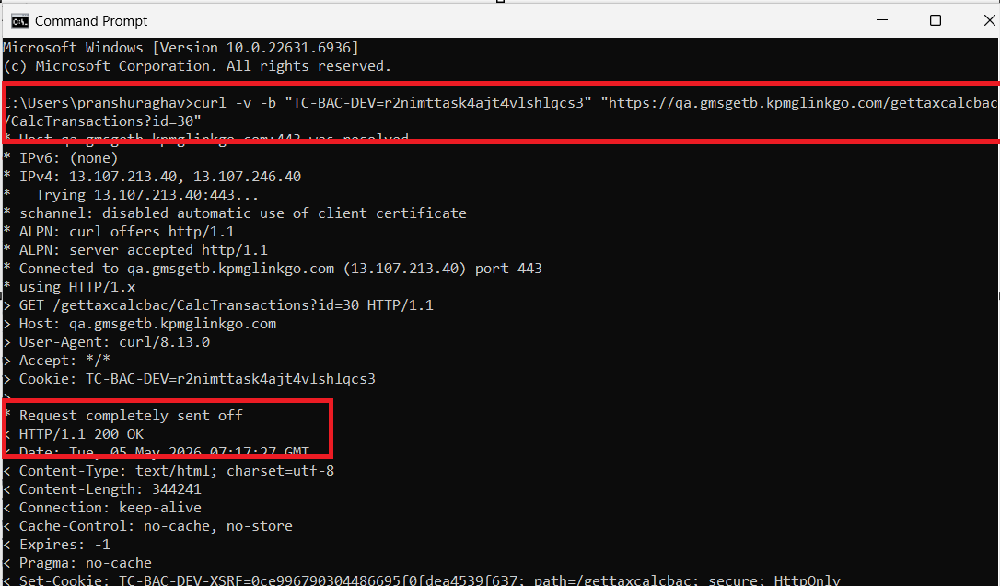 Command Prompt
Microsoft Windows [Version 10.0.22631.6936]
(c) Microsoft Corporation. All rights reserved.
C:\Users\pranshuraghav>curl -v -b "TC-BAC-DEV=r2nimttask4ajt4vlshlqcs3" "https://qa.gmsgetb.kpmglinkgo.com/gettaxcalcbac
/CalcTransactions?id=30"
* Host qa.gmsgetb.kpmglinkgo.com:443 was resolved.
* IPv6: (none)
* IPv4: 13.107.213.40, 13.107.246.40
*   Trying 13.107.213.40:443...
* schannel: disabled automatic use of client certificate
* ALPN: curl offers http/1.1
* ALPN: server accepted http/1.1
* Connected to qa.gmsgetb.kpmglinkgo.com (13.107.213.40) port 443
* using HTTP/1.x
> GET /gettaxcalcbac/CalcTransactions?id=30 HTTP/1.1
> Host: qa.gmsgetb.kpmglinkgo.com
> User-Agent: curl/8.13.0
> Accept: */*
> Cookie: TC-BAC-DEV=r2nimttask4ajt4vlshlqcs3
>
* Request completely sent off
< HTTP/1.1 200 OK
< Date: Tue, 05 May 2026 07:17:27 GMT
< Content-Type: text/html; charset=utf-8
< Content-Length: 344241
< Connection: keep-alive
< Cache-Control: no-cache, no-store
< Expires: -1
< Pragma: no-cache
< Set-Cookie: TC-BAC-DEV-XSRF=0ce996790304486695f0fdea4539f637; path=/gettaxcalcbac; secure; HttpOnly